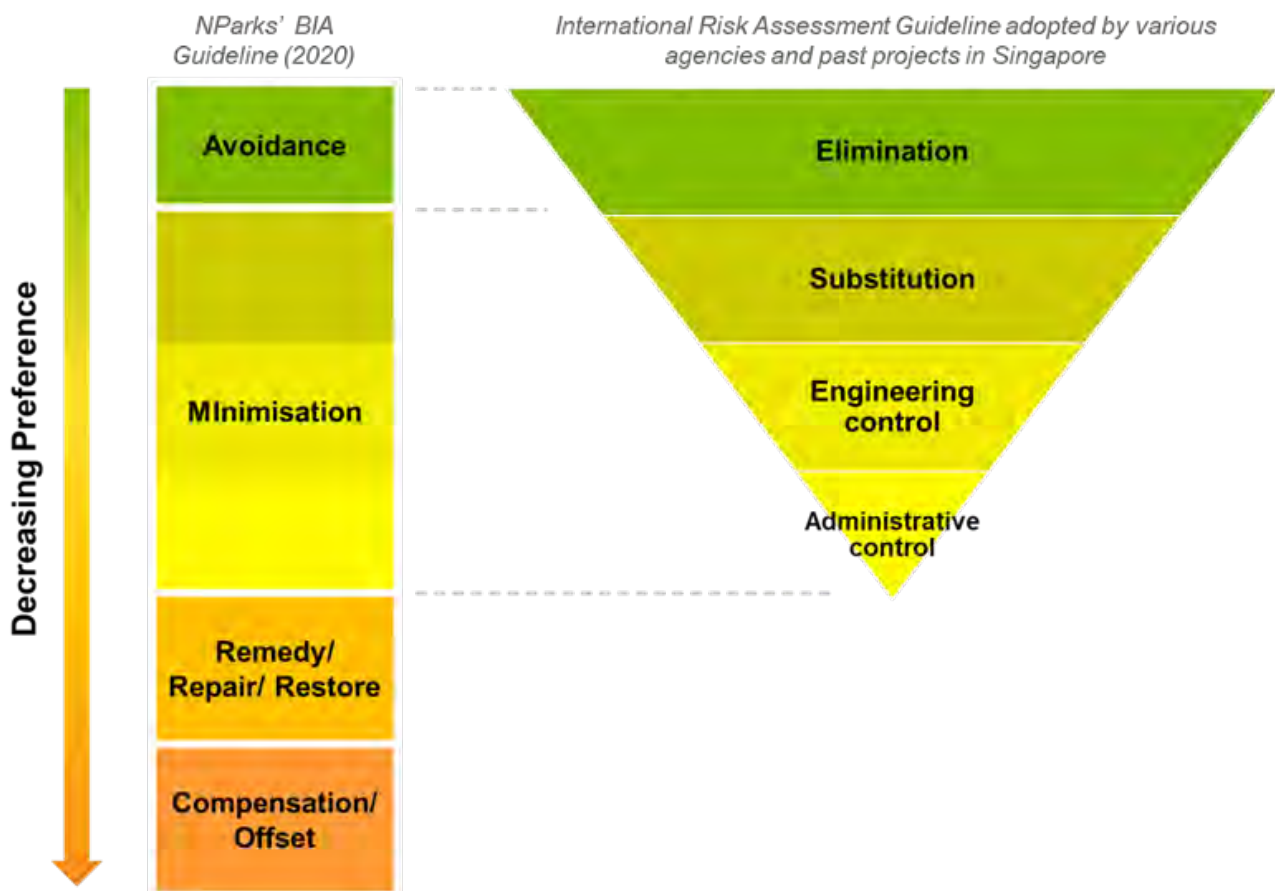 NParks' BIA
Guideline (2020)
International Risk Assessment Guideline adopted by various
agencies and past projects in Singapore
Decreasing Preference
Avoidance
MInimisation
Remedy/
Repair/ Restore
Compensation/
Offset
Elimination
Substitution
Engineering
control
Administrative
control